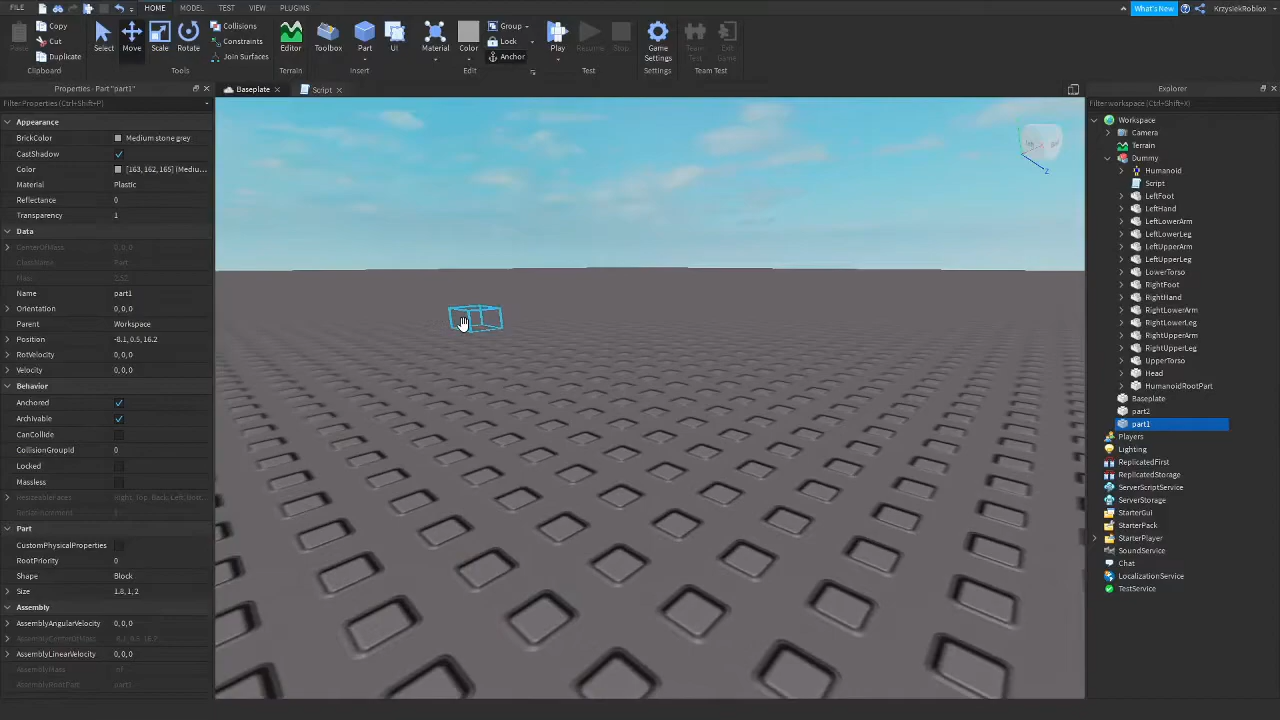 FILE HOME MODEL TEST VIEW PLUGINS What's New KrzysiekRoblox
Paste Copy Cut Duplicate Select Move Scale Rotate Collisions Constraints Join Surfaces Editor Toolbox Part UI Material Color Group Lock Anchor Play Resume Stop Game Settings Team Test Exit Game
Clipboard Tools Terrain Insert Edit Test Settings Team Test
Properties - Part "part1"
Filter Properties (Ctrl+Shift+P)
Appearance
BrickColor Medium stone grey
CastShadow
Color [163, 162, 165] (Mediu...
Material Plastic
Reflectance 0
Transparency 1
Data
CenterOfMass 0, 0, 0
ClassName Part
Mass
Name part1
Orientation 0, 0, 0
Parent Workspace
Position -8.1, 0.5, 16.2
RotVelocity 0, 0, 0
Velocity 0, 0, 0
Behavior
Anchored
Archivable
CanCollide
CollisionGroupId 0
Locked
Massless
ResizeableFaces Right, Top, Back, Left, Bott...
ResizeIncrement 1
Part
CustomPhysicalProperties
RootPriority 0
Shape Block
Size 1.8, 1, 2
Assembly
AssemblyAngularVelocity 0, 0, 0
AssemblyCenterOfMass -8.1, 0.5, 16.2
AssemblyLinearVelocity 0, 0, 0
AssemblyMass inf
AssemblyRootPart part1
Baseplate Script
Z
Explorer
Filter workspace (Ctrl+Shift+X)
Workspace
Camera
Terrain
Dummy
Humanoid
Script
LeftFoot
LeftHand
LeftLowerArm
LeftLowerLeg
LeftUpperArm
LeftUpperLeg
LowerTorso
RightFoot
RightHand
RightLowerArm
RightLowerLeg
RightUpperArm
RightUpperLeg
UpperTorso
Head
HumanoidRootPart
Baseplate
part2
part1
Players
Lighting
ReplicatedFirst
ReplicatedStorage
ServerScriptService
ServerStorage
StarterGui
StarterPack
StarterPlayer
SoundService
Chat
LocalizationService
TestService